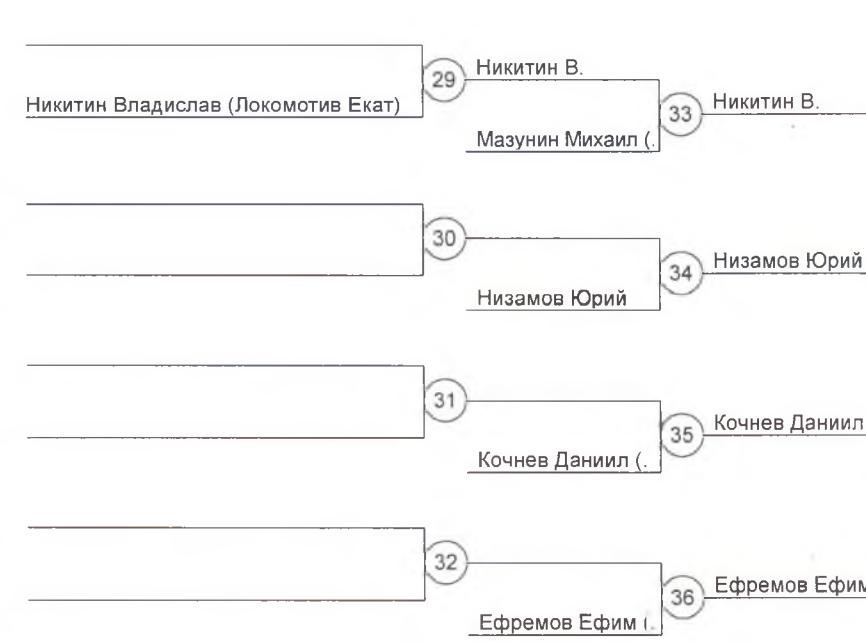 29
Никитин В.
Никитин Владислав (Локомотив Екат)
33
Никитин В.
Мазунин Михаил (.
30
34
Низамов Юрий
Низамов Юрий
31
35
Кочнев Даниил
Кочнев Даниил (.
32
36
Ефремов Ефим
Ефремов Ефим (.